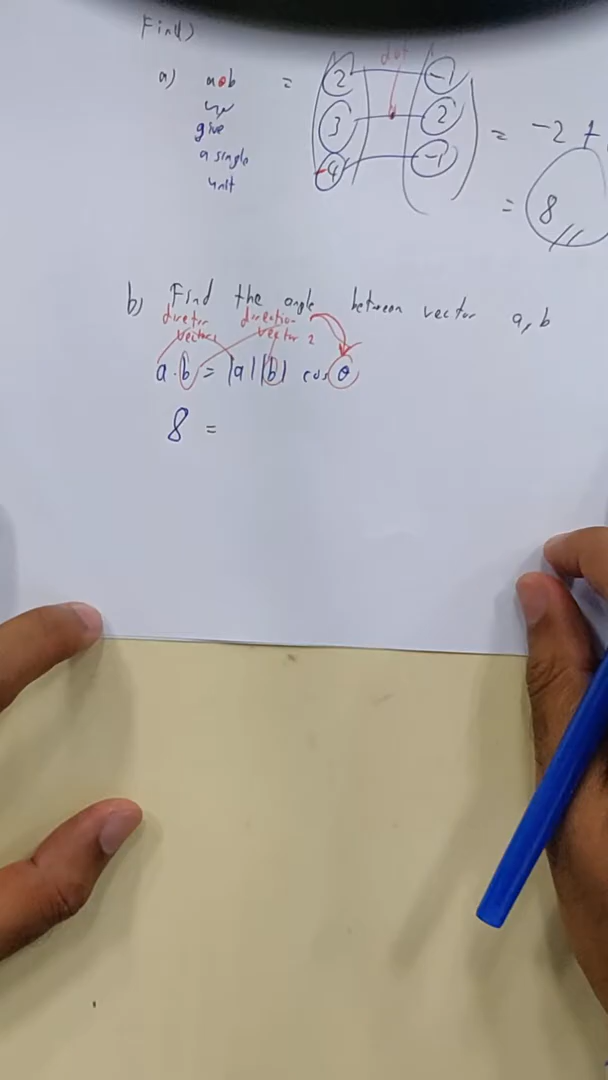 Find)
a) a•b = (2 3 -4) dot (-1 2 -1) = -2 +
give
a single
unit
= 8
b) Find the angle between vector a, b
director vector direction vector 2
a · b = |a| |b| cos θ
8 =